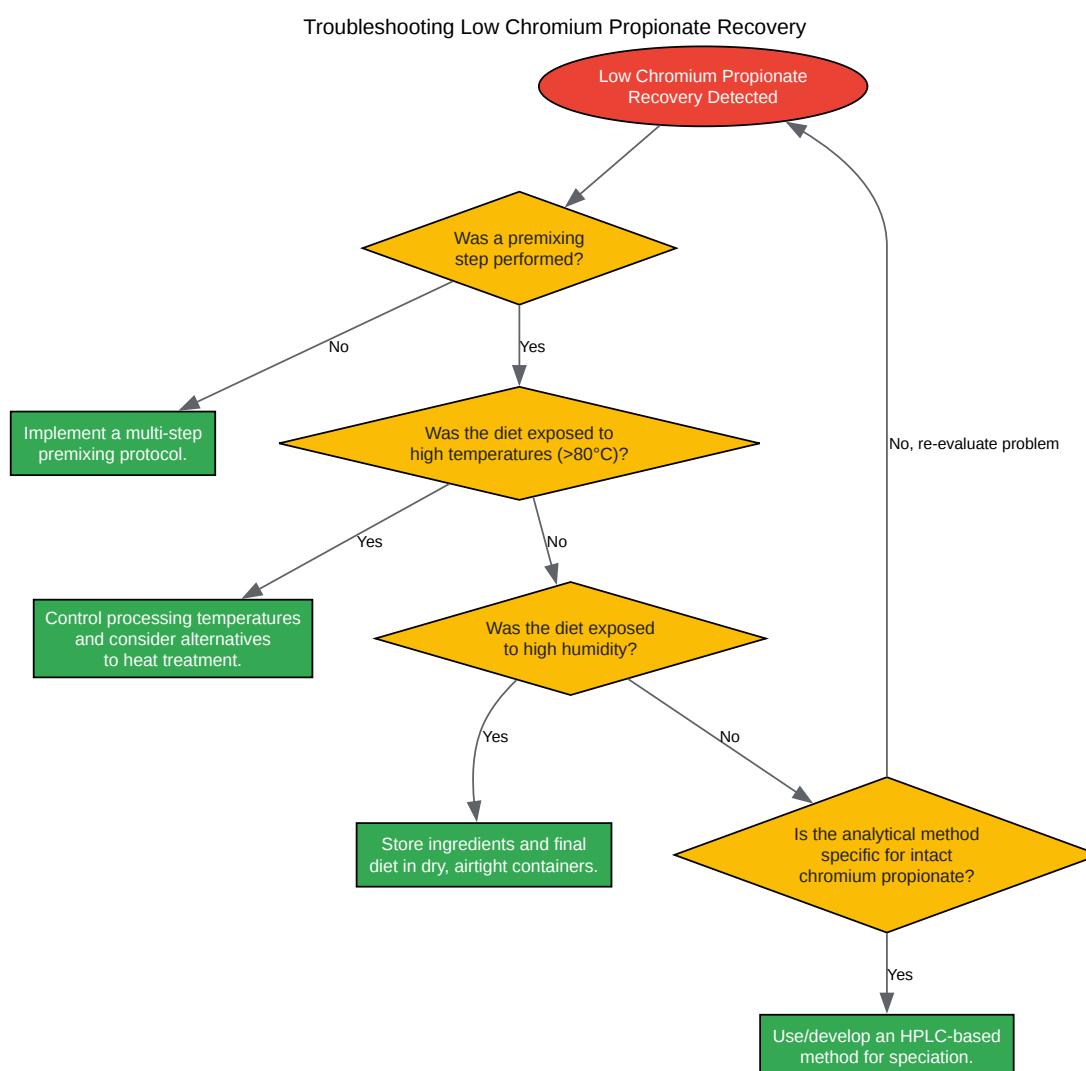 Troubleshooting Low Chromium Propionate Recovery
Low Chromium Propionate
Recovery Detected
Was a premixing
step performed?
No
Yes
Implement a multi-step
premixing protocol.
Was the diet exposed to
high temperatures (>80°C)?
No, re-evaluate problem
Yes
No
Control processing temperatures
and consider alternatives
to heat treatment.
Was the diet exposed
to high humidity?
Yes
No
Store ingredients and final
diet in dry, airtight containers.
Is the analytical method
specific for intact
chromium propionate?
Yes
Use/develop an HPLC-based
method for speciation.